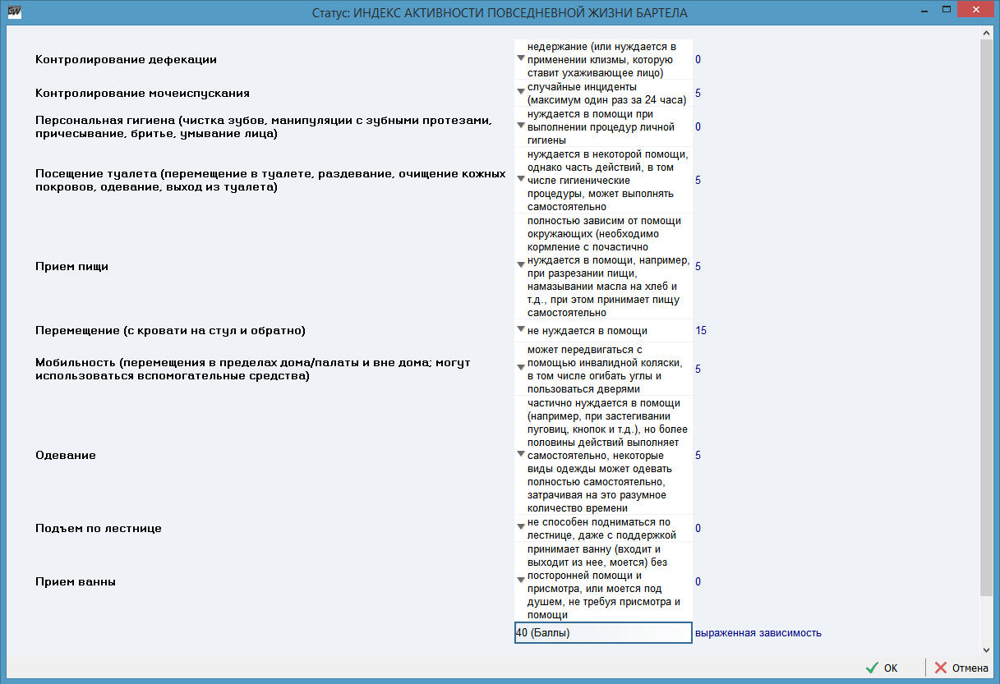 GW
Статус: ИНДЕКС АКТИВНОСТИ ПОВСЕДНЕВНОЙ ЖИЗНИ БАРТЕЛА
Контролирование дефекации
недержание (или нуждается в
применении клизмы, которую
ставит ухаживающее лицо)
0
Контролирование мочеиспускания
случайные инциденты
(максимум один раз за 24 часа)
5
Персональная гигиена (чистка зубов, манипуляции с зубными протезами,
причесывание, бритье, умывание лица)
нуждается в помощи при
выполнении процедур личной
гигиены
0
Посещение туалета (перемещение в туалете, раздевание, очищение кожных
покровов, одевание, выход из туалета)
нуждается в некоторой помощи,
однако часть действий, в том
числе гигиенические
процедуры, может выполнять
самостоятельно
5
Прием пищи
полностью зависим от помощи
окружающих (необходимо
кормление с почастично
нуждается в помощи, например,
при разрезании пищи,
намазывании масла на хлеб и
т.д., при этом принимает пищу
самостоятельно
5
Перемещение (с кровати на стул и обратно)
не нуждается в помощи
15
Мобильность (перемещения в пределах дома/палаты и вне дома; могут
использоваться вспомогательные средства)
может передвигаться с
помощью инвалидной коляски,
в том числе огибать углы и
пользоваться дверями
5
Одевание
частично нуждается в помощи
(например, при застегивании
пуговиц, кнопок и т.д.), но более
половины действий выполняет
самостоятельно, некоторые
виды одежды может одевать
полностью самостоятельно,
затрачивая на это разумное
количество времени
5
Подъем по лестнице
не способен подниматься по
лестнице, даже с поддержкой
0
Прием ванны
принимает ванну (входит и
выходит из нее, моется) без
посторонней помощи и
присмотра, или моется под
душем, не требуя присмотра и
помощи
0
40 (Баллы)
выраженная зависимость
ОК
Отмена